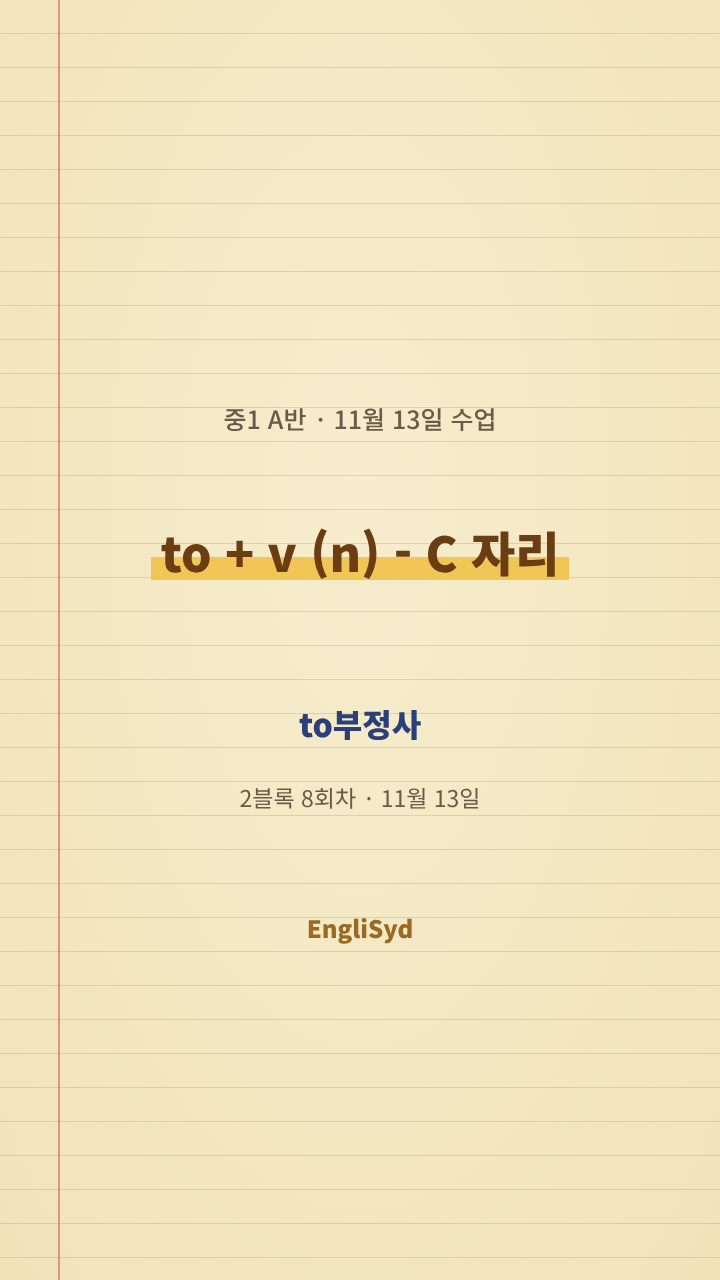 중1 A반 · 11월 13일 수업
to + v (n) - C 자리
to부정사
2블록 8회차 · 11월 13일
EngliSyd